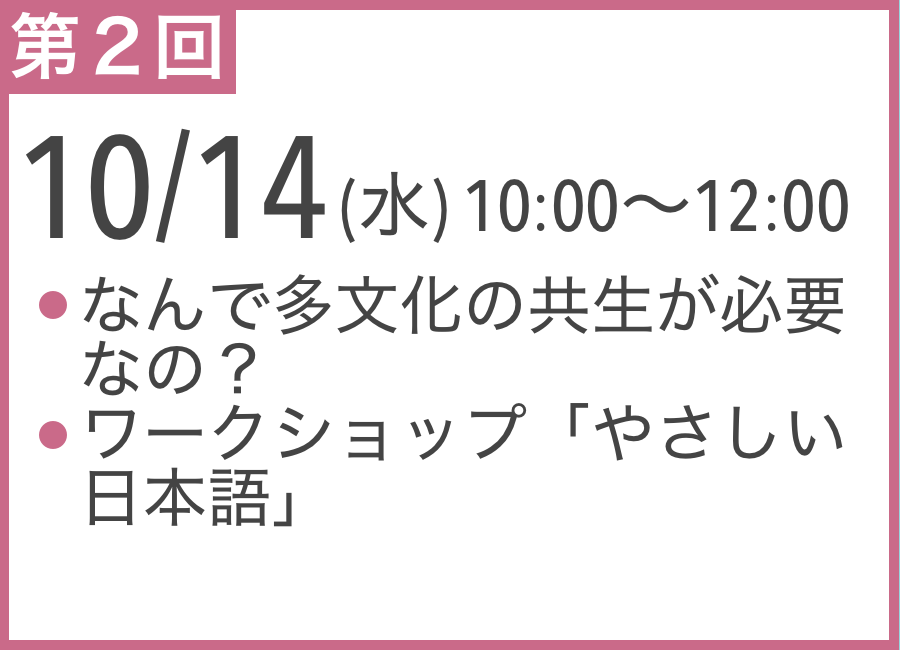 第２回
10/14(水) 10:00〜12:00
●なんで多文化の共生が必要
なの？
●ワークショップ「やさしい
日本語」